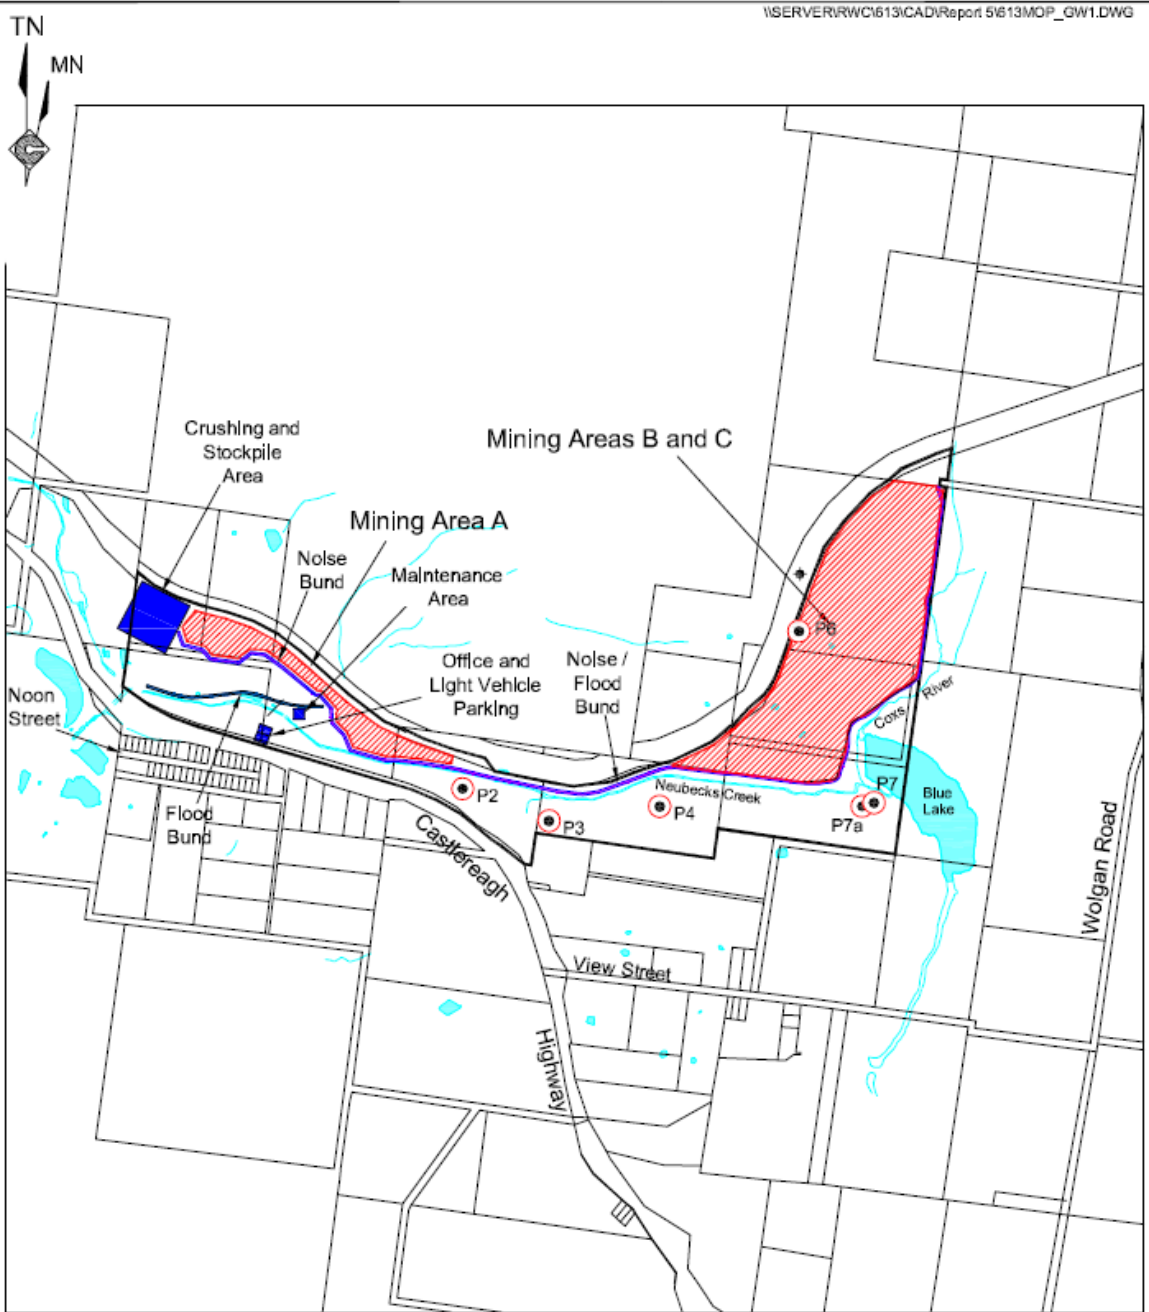 \\SERVER\RWC\613\CAD\Report 5\613MOP_GW1.DWG
TN
MN
Crushing and
Stockpile
Area
Mining Areas B and C
Mining Area A
Noise
Bund
Maintenance
Area
P6
Office and
Light Vehicle
Parking
Noise /
Flood
Bund
Noon
Street
Coxs River
P2
Neubecks Creek
P7
Blue
Lake
P3
P4
P7a
Flood
Bund
Castlereagh
Wolgan Road
View Street
Highway